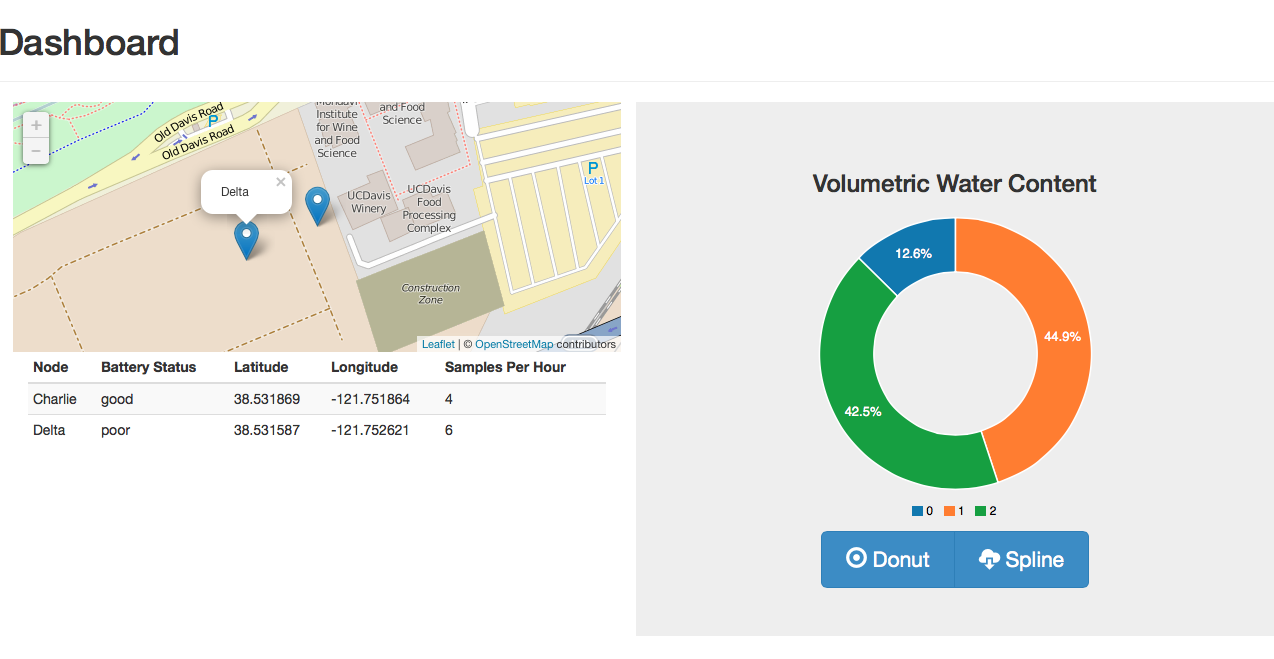 Dashboard
+
−
Old Davis Road
P
Old Davis Road
Institute
for Wine
and Food
Science
and Food
Science
P
Lot 1
Delta
×
UCDavis
Winery
UCDavis
Food
Processing
Complex
Construction
Zone
Leaflet | © OpenStreetMap contributors
Node Battery Status Latitude Longitude Samples Per Hour
Charlie good 38.531869 -121.751864 4
Delta poor 38.531587 -121.752621 6
Volumetric Water Content
12.6%
44.9%
42.5%
0 1 2
Donut Spline